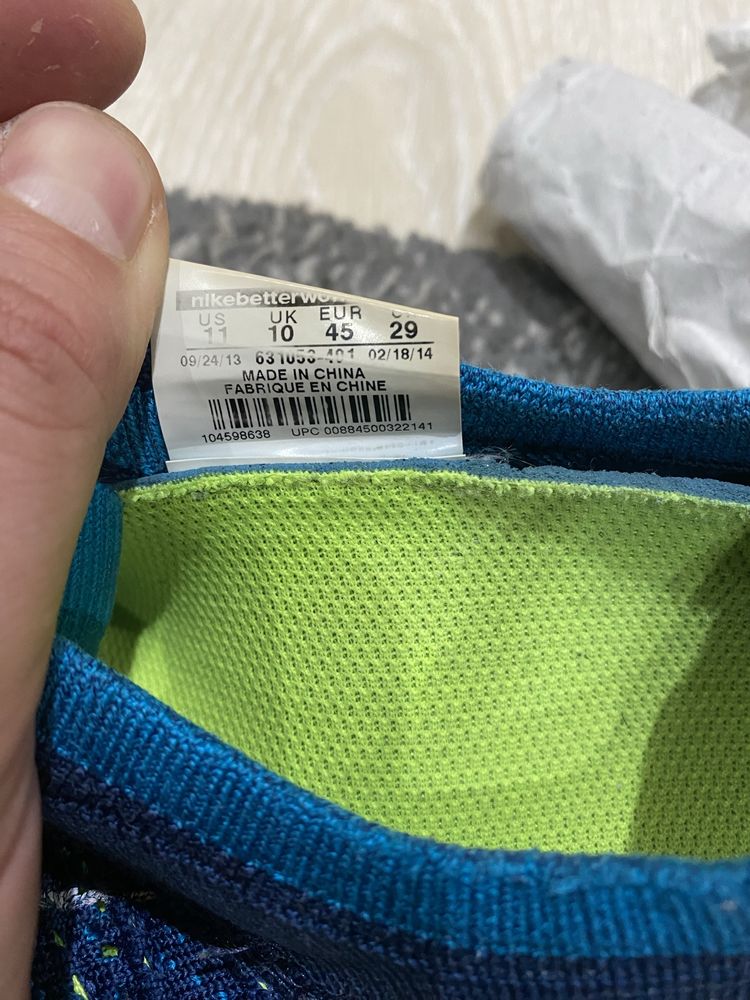 nikebetterwo
US UK EUR
11 10 45 29
09/24/13 631053-401 02/18/14
MADE IN CHINA
FABRIQUE EN CHINE
104598638 UPC 00884500322141